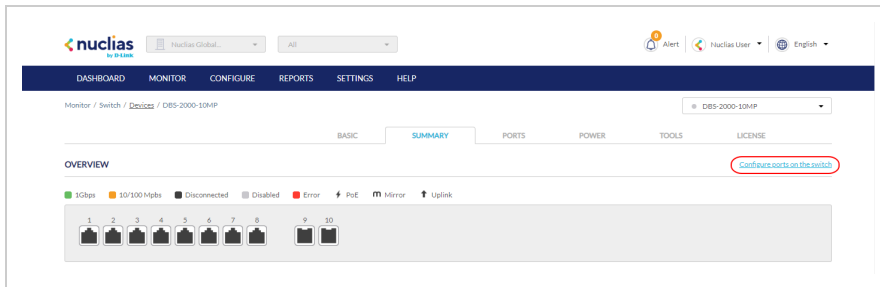 nuclias
by D-Link
Nuclias Global...
All
0
Alert
Nuclias User
English
DASHBOARD MONITOR CONFIGURE REPORTS SETTINGS HELP
Monitor / Switch / Devices / DBS-2000-10MP
DBS-2000-10MP
BASIC SUMMARY PORTS POWER TOOLS LICENSE
OVERVIEW
Configure ports on the switch
1Gbps 10/100 Mpbs Disconnected Disabled Error PoE m Mirror Uplink
1 2 3 4 5 6 7 8 9 10